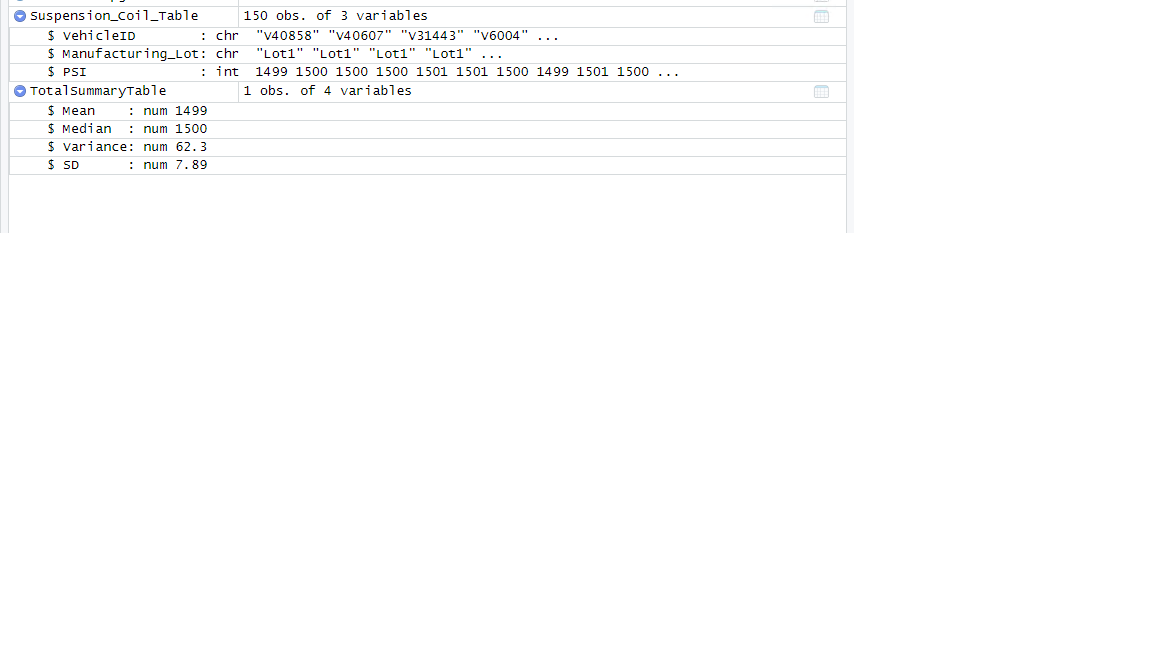 Suspension_Coil_Table 150 obs. of 3 variables
$ VehicleID : chr "V40858" "V40607" "V31443" "V6004" ...
$ Manufacturing_Lot: chr "Lot1" "Lot1" "Lot1" "Lot1" ...
$ PSI : int 1499 1500 1500 1500 1501 1501 1500 1499 1501 1500 ...
TotalSummaryTable 1 obs. of 4 variables
$ Mean : num 1499
$ Median : num 1500
$ Variance: num 62.3
$ SD : num 7.89